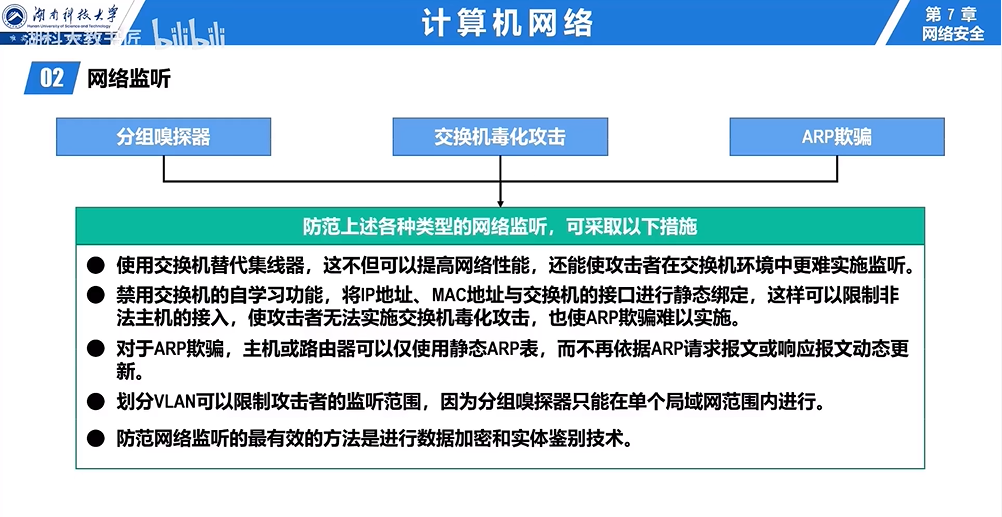 湖南科技大学
Hunan University of Science and Technology
计算机网络
第 7 章
网络安全
湖科大教书匠 bilibili
02 网络监听
分组嗅探器
交换机毒化攻击
ARP欺骗
防范上述各种类型的网络监听，可采取以下措施
● 使用交换机替代集线器，这不但可以提高网络性能，还能使攻击者在交换机环境中更难实施监听。
● 禁用交换机的自学习功能，将IP地址、MAC地址与交换机的接口进行静态绑定，这样可以限制非
法主机的接入，使攻击者无法实施交换机毒化攻击，也使ARP欺骗难以实施。
● 对于ARP欺骗，主机或路由器可以仅使用静态ARP表，而不再依据ARP请求报文或响应报文动态更
新。
● 划分VLAN可以限制攻击者的监听范围，因为分组嗅探器只能在单个局域网范围内进行。
● 防范网络监听的最有效的方法是进行数据加密和实体鉴别技术。